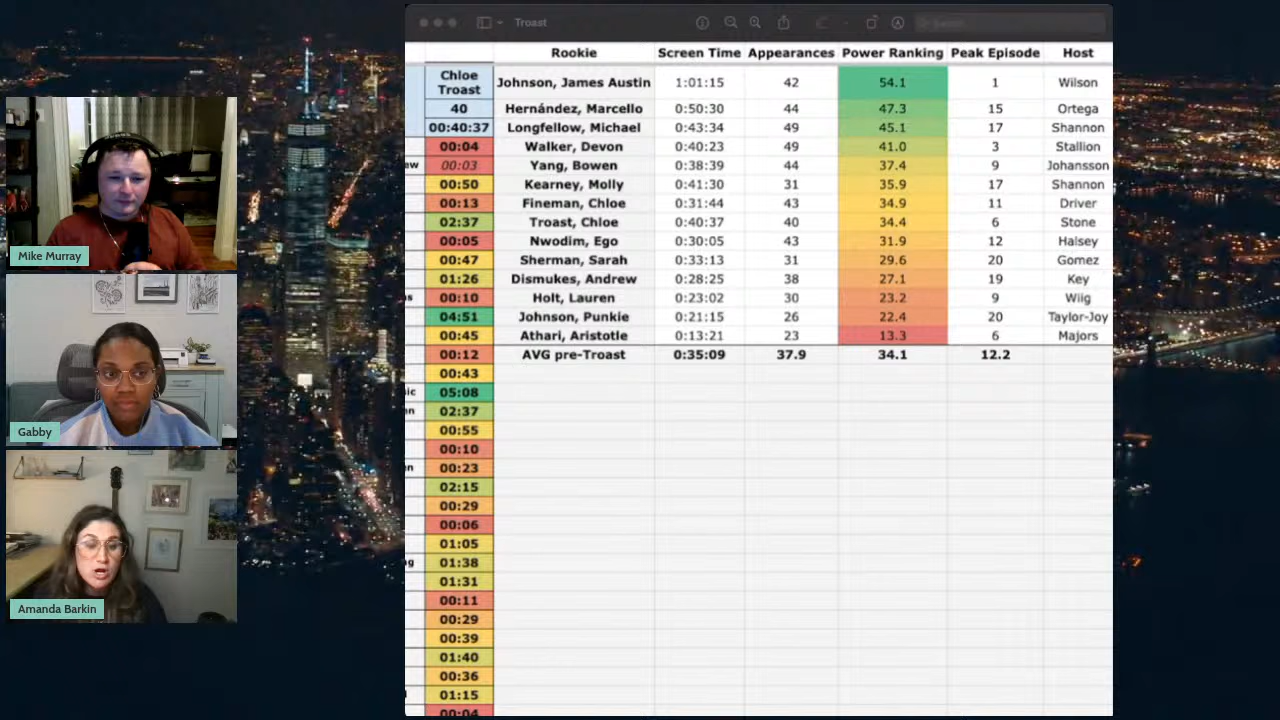 Troast
Rookie Screen Time Appearances Power Ranking Peak Episode Host
Chloe Troast Johnson, James Austin 1:01:15 42 54.1 1 Wilson
40 Hernández, Marcello 0:50:30 44 47.3 15 Ortega
00:40:37 Longfellow, Michael 0:43:34 49 45.1 17 Shannon
00:04 Walker, Devon 0:40:23 49 41.0 3 Stallion
00:03 Yang, Bowen 0:38:39 44 37.4 9 Johansson
00:50 Kearney, Molly 0:41:30 31 35.9 17 Shannon
00:13 Fineman, Chloe 0:31:44 43 34.9 11 Driver
02:37 Troast, Chloe 0:40:37 40 34.4 6 Stone
00:05 Nwodim, Ego 0:30:05 43 31.9 12 Halsey
00:47 Sherman, Sarah 0:33:13 31 29.6 20 Gomez
01:26 Dismukes, Andrew 0:28:25 38 27.1 19 Key
00:10 Holt, Lauren 0:23:02 30 23.2 9 Wiig
04:51 Johnson, Punkie 0:21:15 26 22.4 20 Taylor-Joy
00:45 Athari, Aristotle 0:13:21 23 13.3 6 Majors
00:12 AVG pre-Troast 0:35:09 37.9 34.1 12.2
00:43
05:08
02:37
00:55
00:10
00:23
02:15
00:29
00:06
01:05
01:38
01:31
00:11
00:29
00:39
01:40
00:36
01:15
00:04
Mike Murray
Gabby
Amanda Barkin